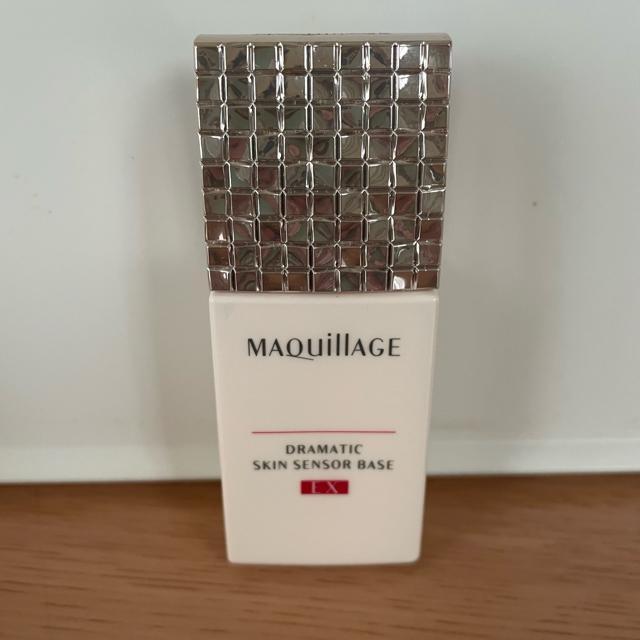 MAQuillAGE
DRAMATIC
SKIN SENSOR BASE
EX